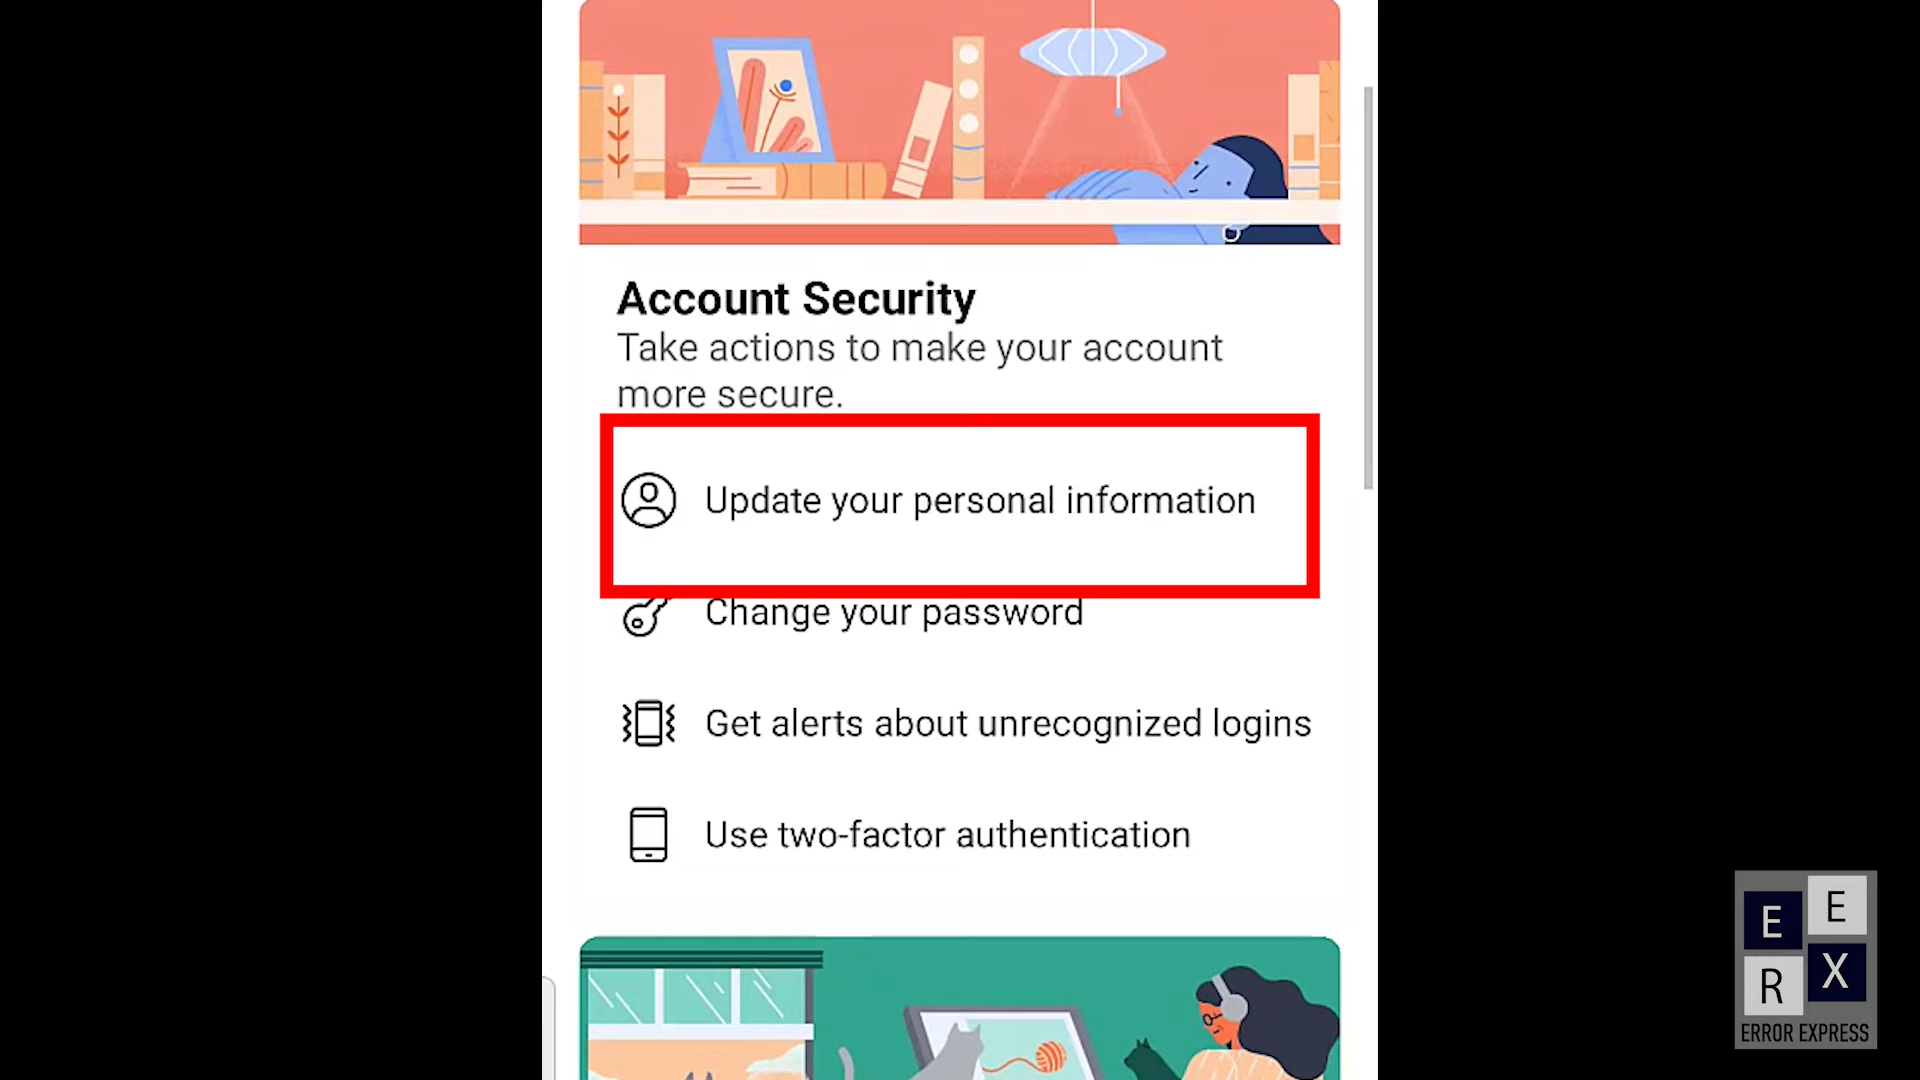 Account Security
Take actions to make your account
more secure.
Update your personal information
Change your password
Get alerts about unrecognized logins
Use two-factor authentication
E E
R X
ERROR EXPRESS